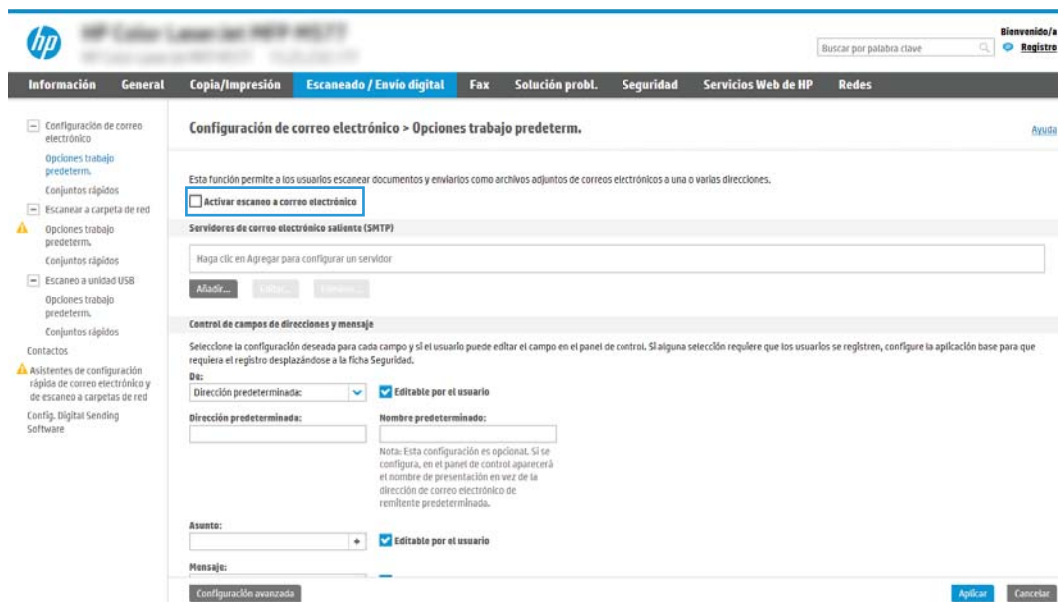 hp
Bienvenido/a
Buscar por palabra clave
Registro
Información General Copia/Impresión Escaneado / Envío digital Fax Solución probl. Seguridad Servicios Web de HP Redes
Configuración de correo electrónico > Opciones trabajo predeterm.
Ayuda
Configuración de correo
electrónico
Opciones trabajo
predeterm.
Conjuntos rápidos
Escanear a carpeta de red
Opciones trabajo
predeterm.
Conjuntos rápidos
Escaneo a unidad USB
Opciones trabajo
predeterm.
Conjuntos rápidos
Contactos
Asistentes de configuración
rápida de correo electrónico y
de escaneo a carpetas de red
Config. Digital Sending
Software
Esta función permite a los usuarios escanear documentos y enviarlos como archivos adjuntos de correos electrónicos a una o varias direcciones.
Activar escaneo a correo electrónico
Servidores de correo electrónico saliente (SMTP)
Haga clic en Agregar para configurar un servidor
Añadir...
Control de campos de direcciones y mensaje
Seleccione la configuración deseada para cada campo y si el usuario puede editar el campo en el panel de control. Si alguna selección requiere que los usuarios se registren, configure la aplicación base para que
requiera el registro desplazándose a la ficha Seguridad.
De:
Dirección predeterminada: Editable por el usuario
Dirección predeterminada: Nombre predeterminado:
Nota: Esta configuración es opcional. Si se
configura, en el panel de control aparecerá
el nombre de presentación en vez de la
dirección de correo electrónico de
remitente predeterminada.
Asunto:
Editable por el usuario
Mensaje:
Configuración avanzada Aplicar Cancelar